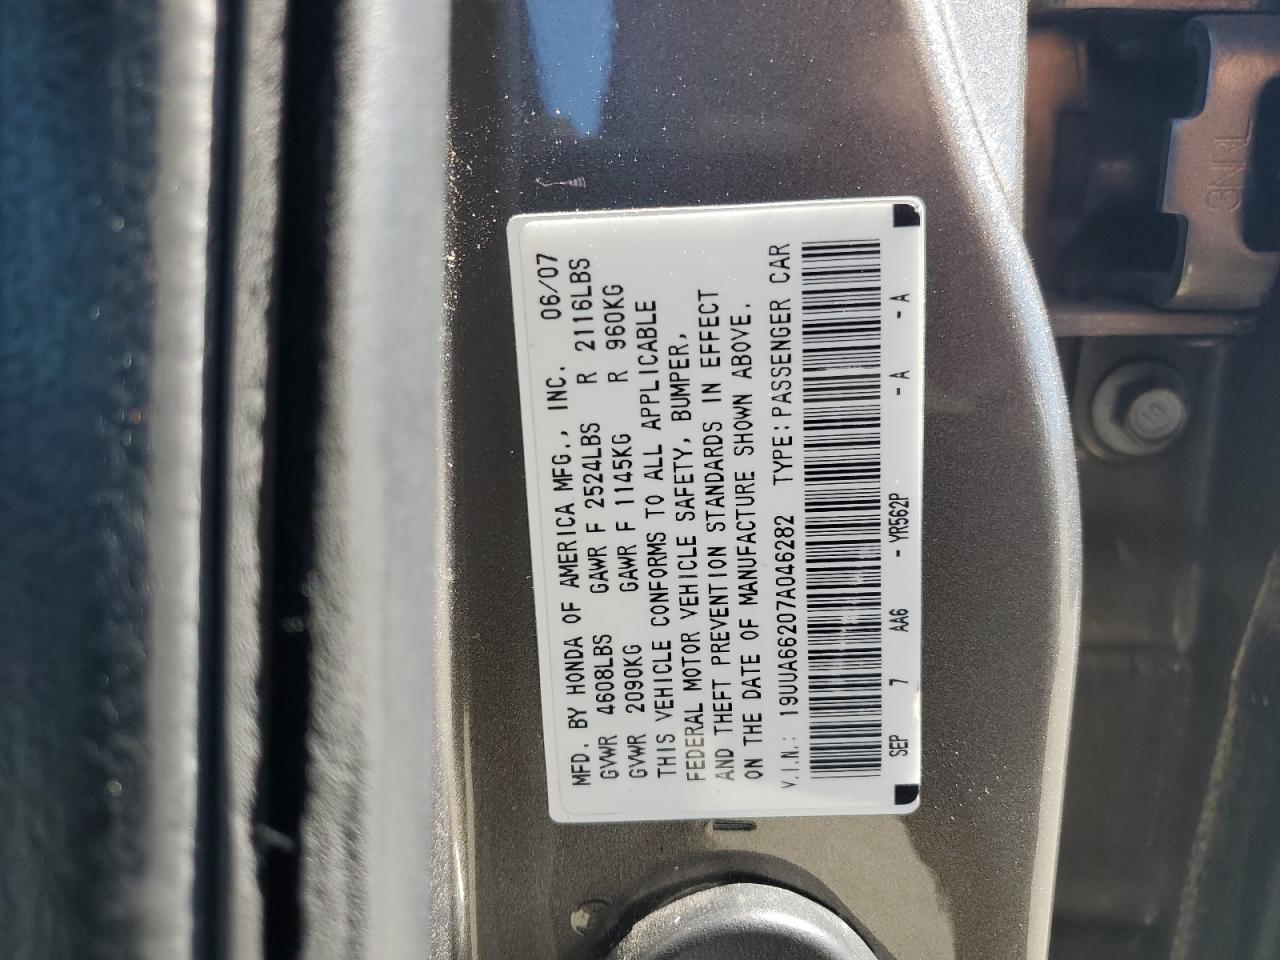 MFD. BY HONDA OF AMERICA MFG., INC. 06/07
GVWR 4608LBS GAWR F 2524LBS R 2116LBS
GVWR 2090KG GAWR F 1145KG R 960KG
THIS VEHICLE CONFORMS TO ALL APPLICABLE
FEDERAL MOTOR VEHICLE SAFETY, BUMPER,
AND THEFT PREVENTION STANDARDS IN EFFECT
ON THE DATE OF MANUFACTURE SHOWN ABOVE.
V.I.N.: 19UUA66207A046282 TYPE:PASSENGER CAR
SEP 7 AA6 - YR562P - A - A
3NRL